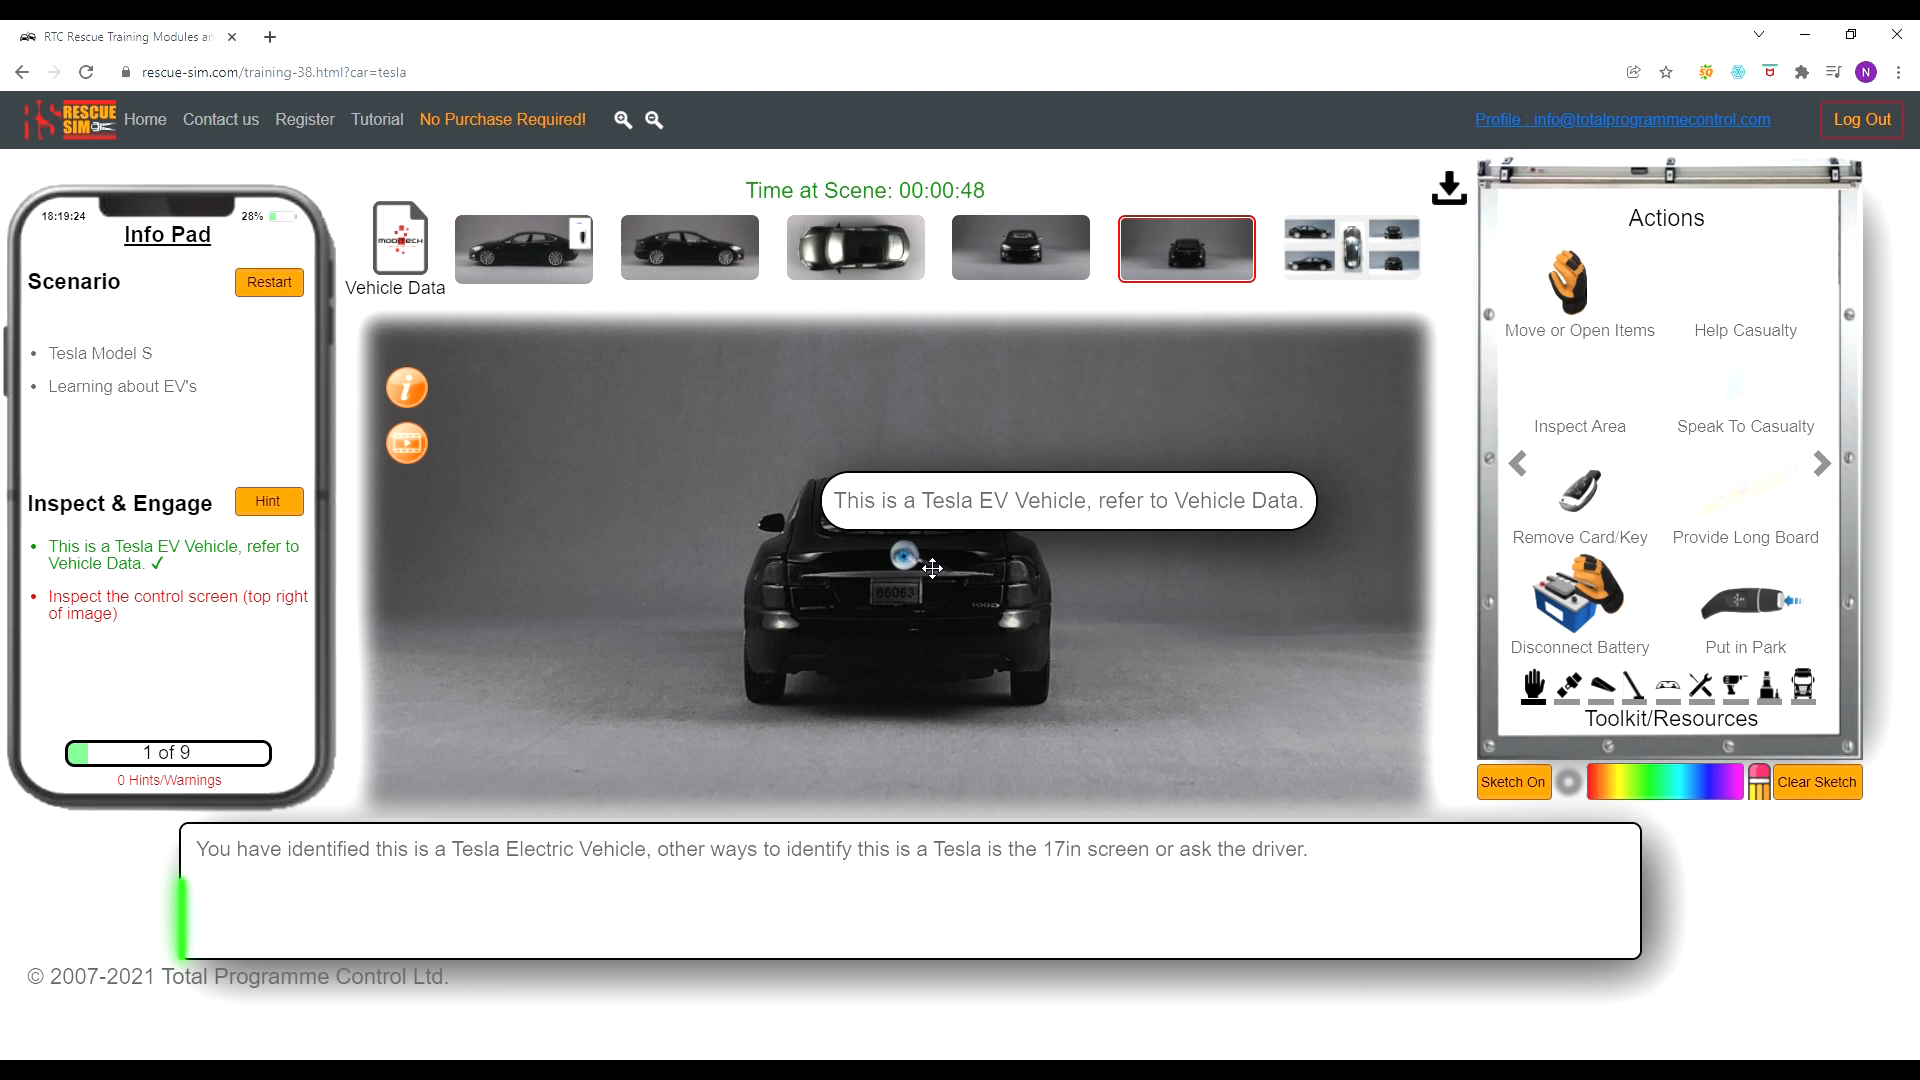 RTC Rescue Training Modules an
rescue-sim.com/training-38.html?car=tesla
SQ
N
RESCUE
SIM
Home
Contact us
Register
Tutorial
No Purchase Required!
Profile : info@totalprogrammecontrol.com
Log Out
18:19:24
28%
Info Pad
Scenario
Restart
Tesla Model S
Learning about EV's
Inspect & Engage
Hint
This is a Tesla EV Vehicle, refer to
Vehicle Data. ✓
Inspect the control screen (top right
of image)
1 of 9
0 Hints/Warnings
Time at Scene: 00:00:48
Vehicle Data
This is a Tesla EV Vehicle, refer to Vehicle Data.
66063
MODEL S
100D
Actions
Move or Open Items
Help Casualty
Inspect Area
Speak To Casualty
Remove Card/Key
Provide Long Board
Disconnect Battery
Put in Park
Toolkit/Resources
Sketch On
Clear Sketch
You have identified this is a Tesla Electric Vehicle, other ways to identify this is a Tesla is the 17in screen or ask the driver.
© 2007-2021 Total Programme Control Ltd.